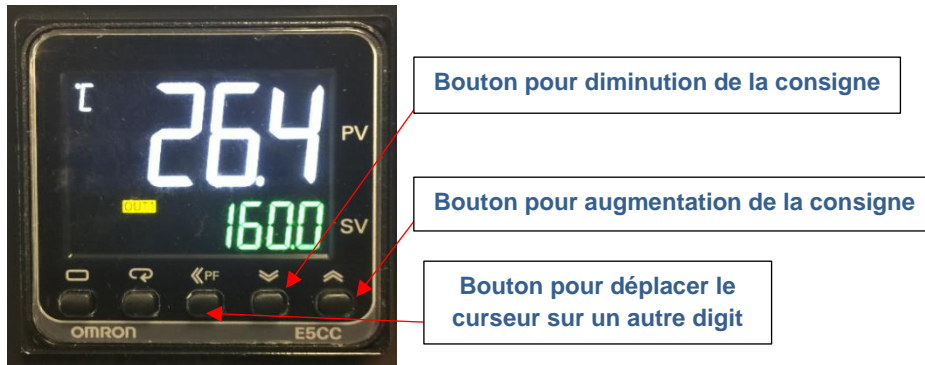 ℃
26.4
PV
OUT1
160.0
SV
PF
OMRON
E5CC
Bouton pour diminution de la consigne
Bouton pour augmentation de la consigne
Bouton pour déplacer le
curseur sur un autre digit